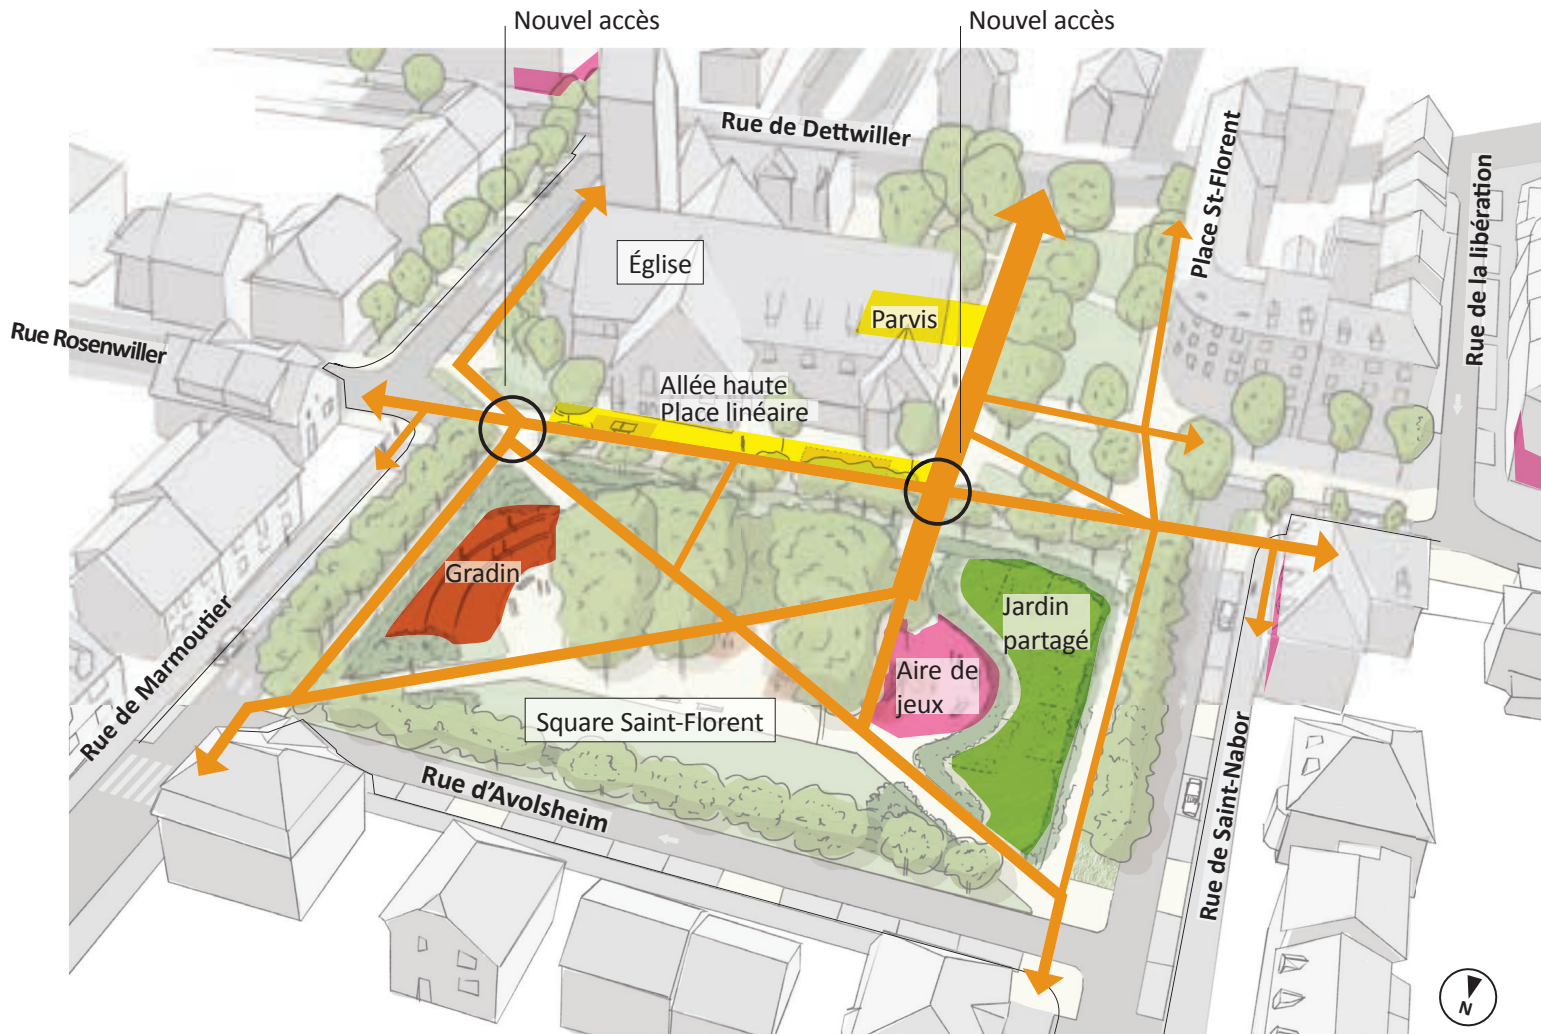 Nouvel accès
Nouvel accès
Rue de Dettwiller
Place St-Florent
Rue de la libération
Église
Parvis
Rue Rosenwiller
Allée haute
Place linéaire
Gradin
Jardin
partagé
Aire de
jeux
Rue de Marmoutier
Square Saint-Florent
Rue d'Avolsheim
Rue de Saint-Nabor
N